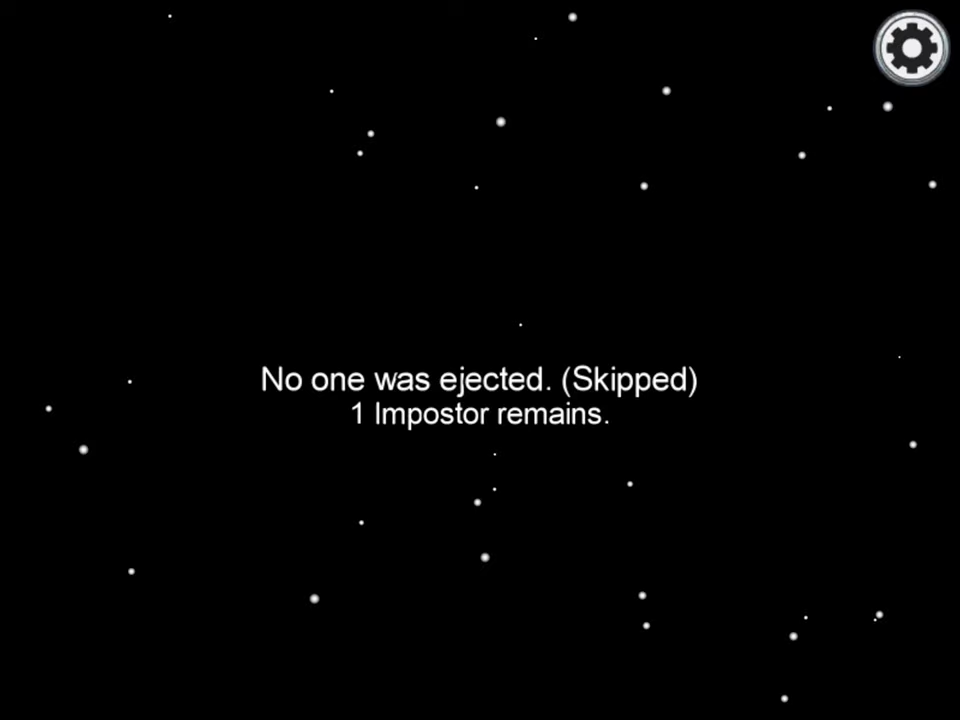 No one was ejected. (Skipped)
1 Impostor remains.